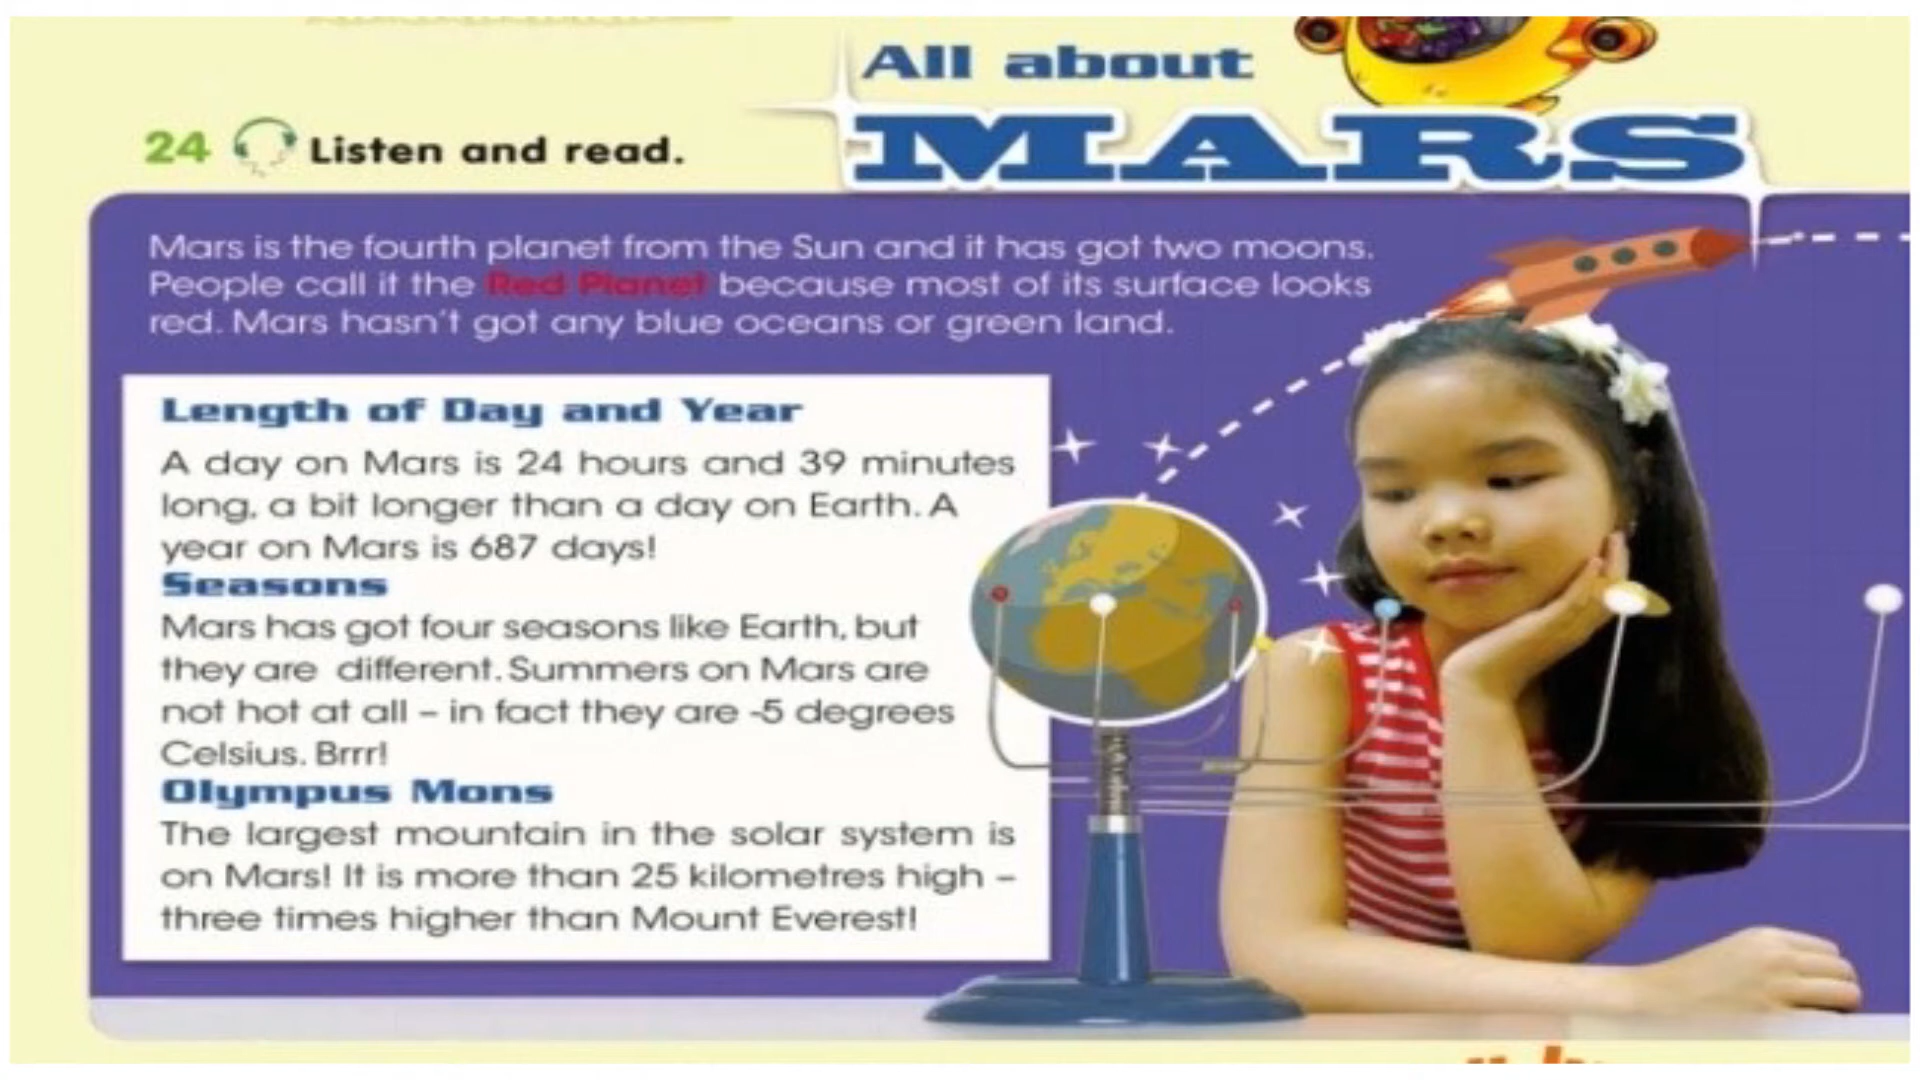 All about
MARS
24 Listen and read.
Mars is the fourth planet from the Sun and it has got two moons.
People call it the Red Planet because most of its surface looks
red. Mars hasn't got any blue oceans or green land.
Length of Day and Year
A day on Mars is 24 hours and 39 minutes
long, a bit longer than a day on Earth. A
year on Mars is 687 days!
Seasons
Mars has got four seasons like Earth, but
they are different. Summers on Mars are
not hot at all – in fact they are -5 degrees
Celsius. Brrr!
Olympus Mons
The largest mountain in the solar system is
on Mars! It is more than 25 kilometres high –
three times higher than Mount Everest!